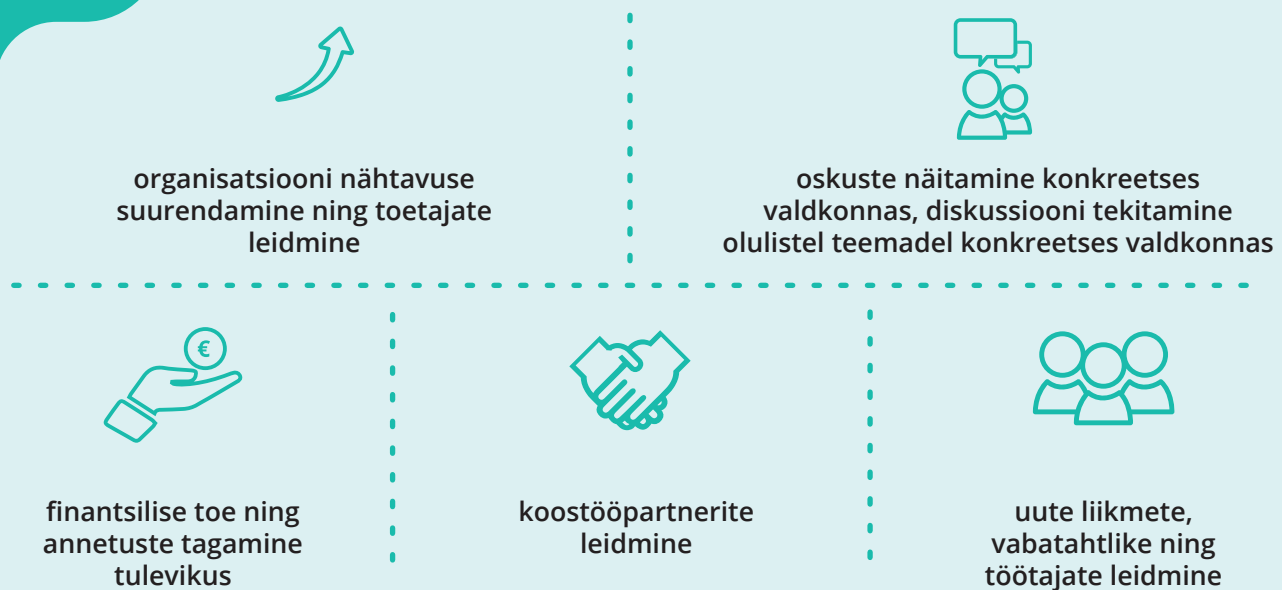 organisatsiooni nähtavuse
suurendamine ning toetajate
leidmine
oskuste näitamine konkreetses
valdkonnas, diskussiooni tekitamine
olulistel teemadel konkreetses valdkonnas
€
finantsilise toe ning
annetuste tagamine
tulevikus
koostööpartnerite
leidmine
uute liikmete,
vabatahtlike ning
töötajate leidmine